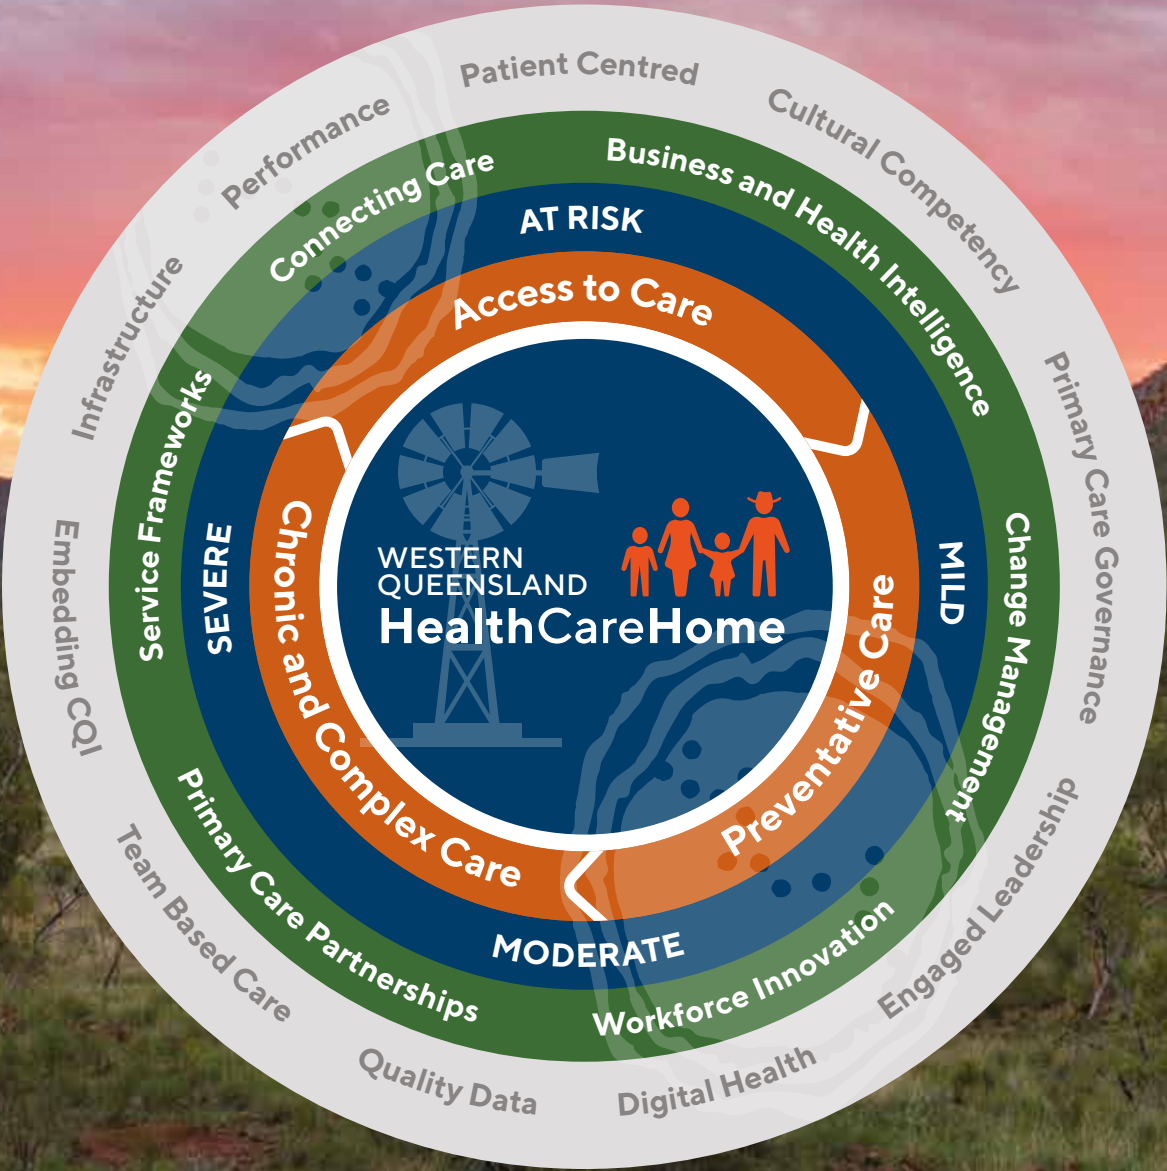 Patient Centred
Cultural Competency
Primary Care Governance
Engaged Leadership
Digital Health
Quality Data
Team Based Care
Embedding CQI
Infrastructure
Performance
Connecting Care
Business and Health Intelligence
Change Management
Workforce Innovation
Primary Care Partnerships
Service Frameworks
AT RISK
MILD
MODERATE
SEVERE
Access to Care
Preventative Care
Chronic and Complex Care
WESTERN
QUEENSLAND
HealthCareHome